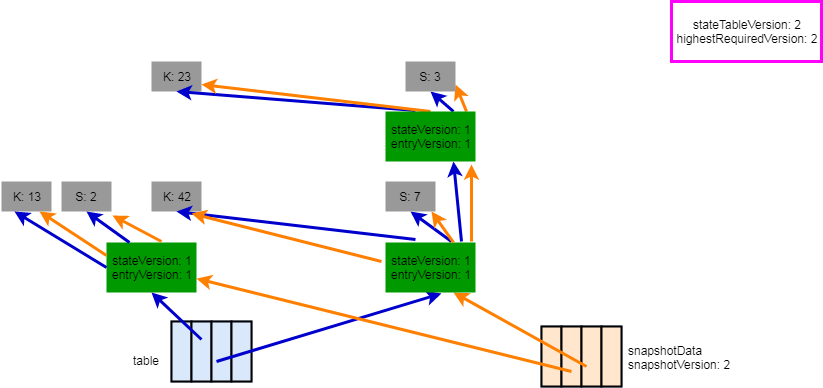 stateTableVersion: 2
highestRequiredVersion: 2
K: 23
S: 3
stateVersion: 1
entryVersion: 1
K: 13
S: 2
K: 42
S: 7
stateVersion: 1
entryVersion: 1
stateVersion: 1
entryVersion: 1
table
snapshotData
snapshotVersion: 2